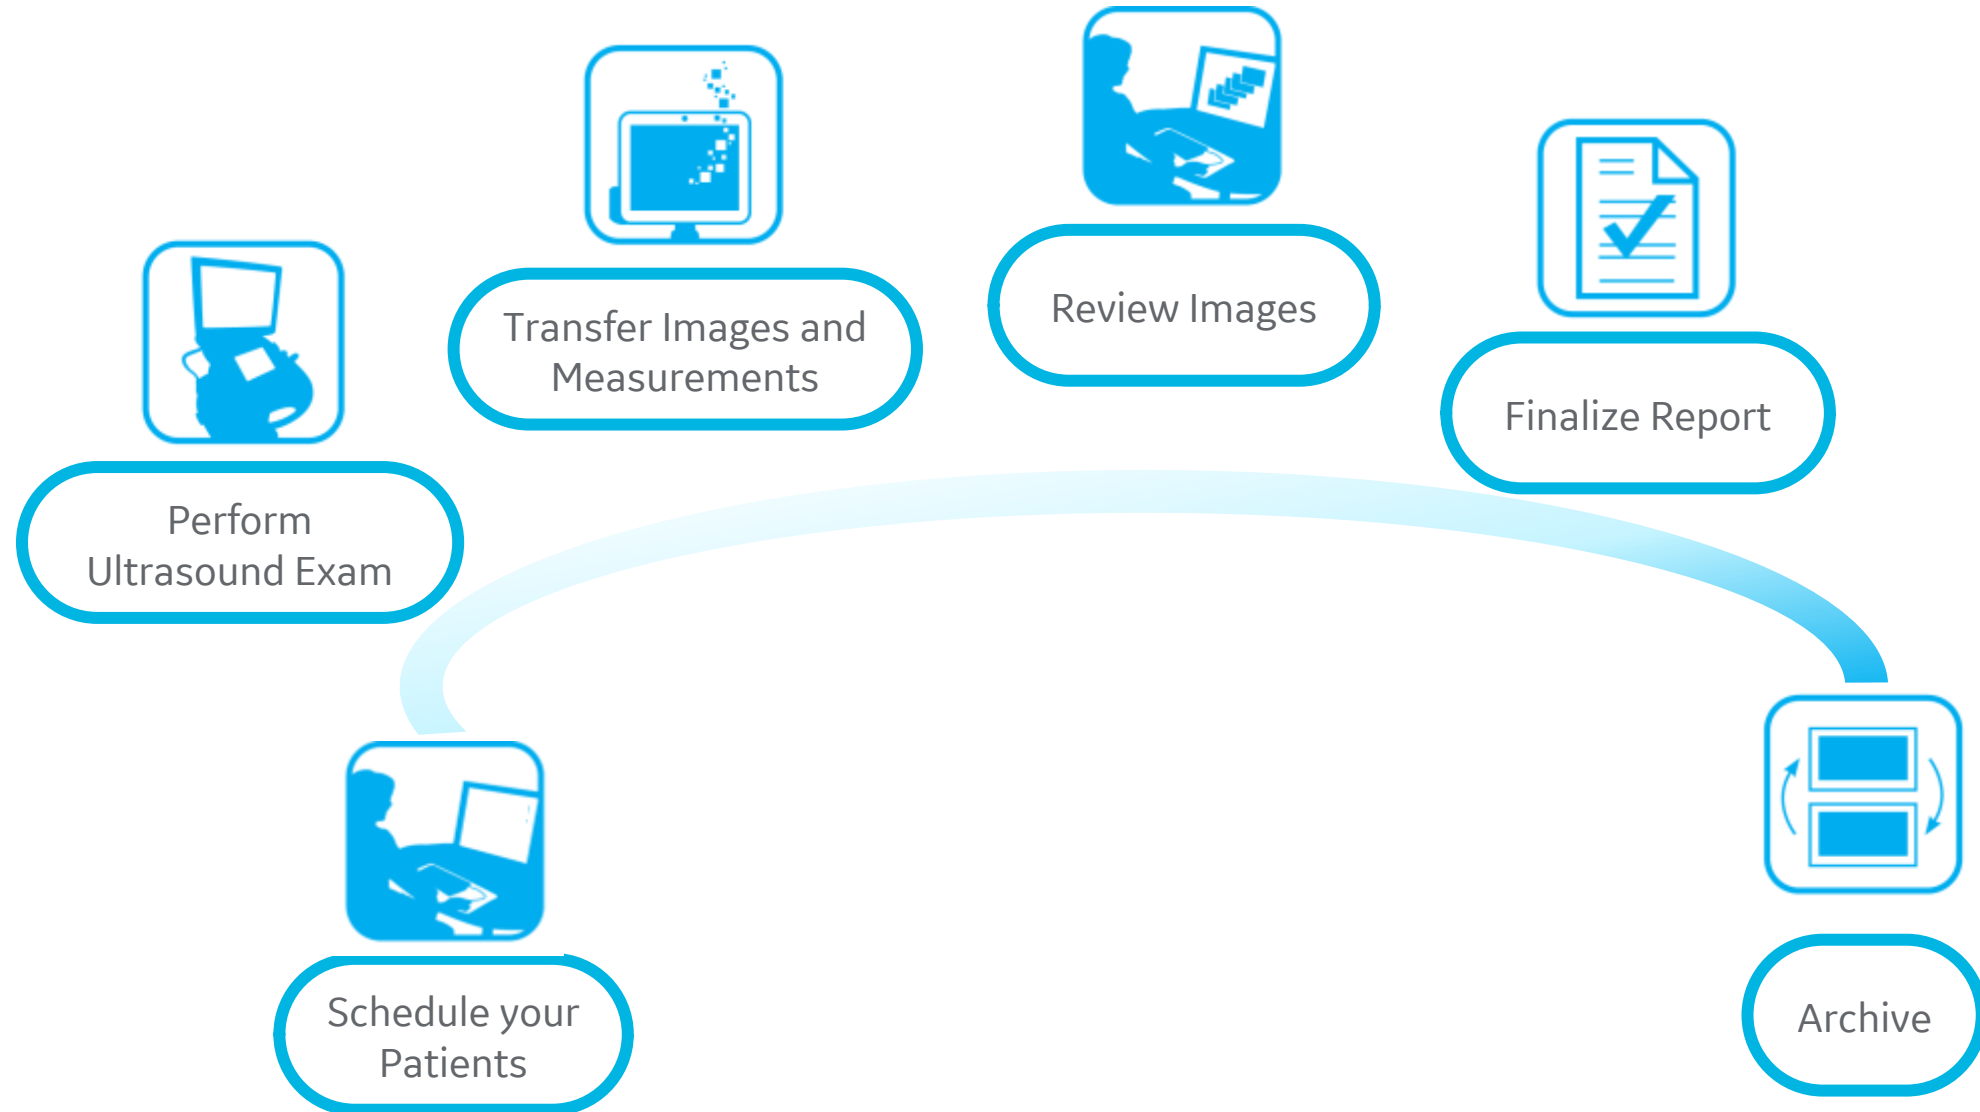 Review Images
Transfer Images and
Measurements
Finalize Report
Perform
Ultrasound Exam
Schedule your
Patients
Archive